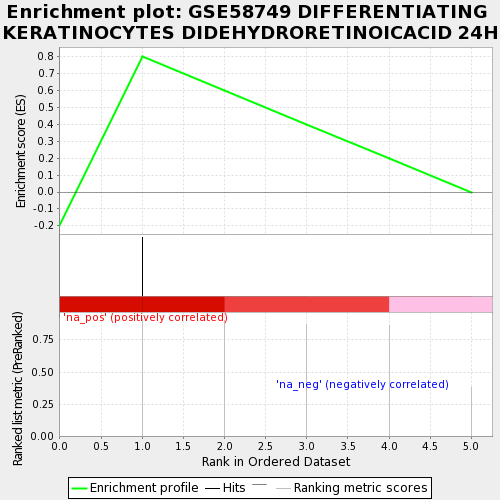 Enrichment plot: GSE58749 DIFFERENTIATING
KERATINOCYTES DIDEHYDRORETINOICACID 24H
Enrichment score (ES)
0.8
0.7
0.6
0.5
0.4
0.3
0.2
0.1
0.0
-0.1
-0.2
'na_pos' (positively correlated)
'na_neg' (negatively correlated)
Ranked list metric (PreRanked)
0.75
0.50
0.25
0.00
0.0 0.5 1.0 1.5 2.0 2.5 3.0 3.5 4.0 4.5 5.0
Rank in Ordered Dataset
Enrichment profile Hits Ranking metric scores